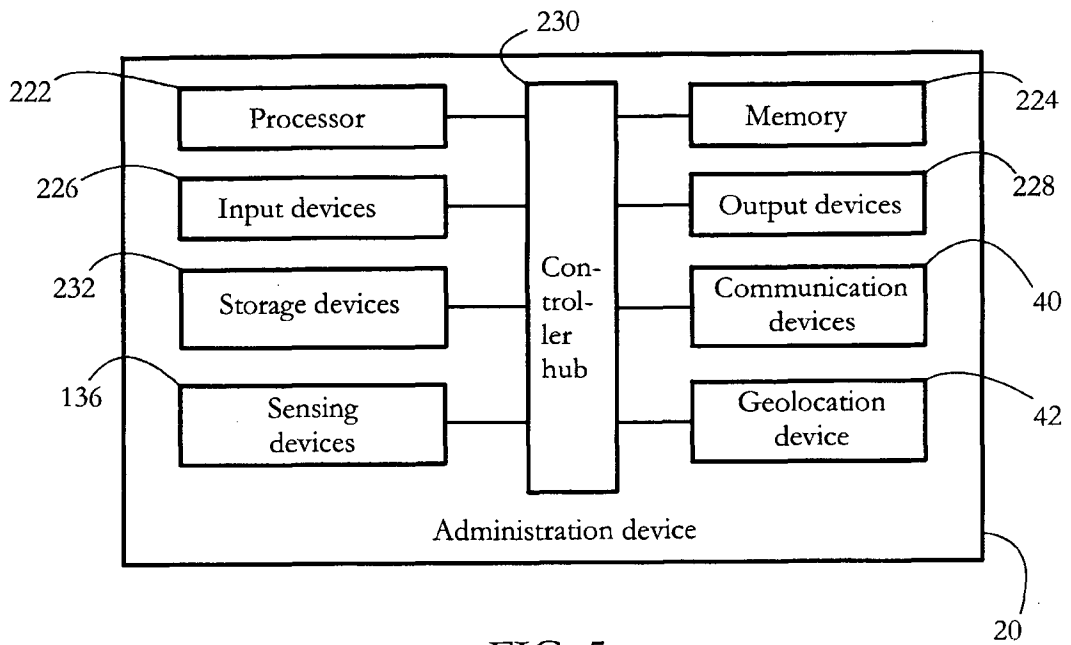 230
222
Processor
Memory
224
226
Input devices
Output devices
228
232
Storage devices
Con-
trol-
ler
hub
Communication
devices
40
136
Sensing
devices
Geolocation
device
42
Administration device
20